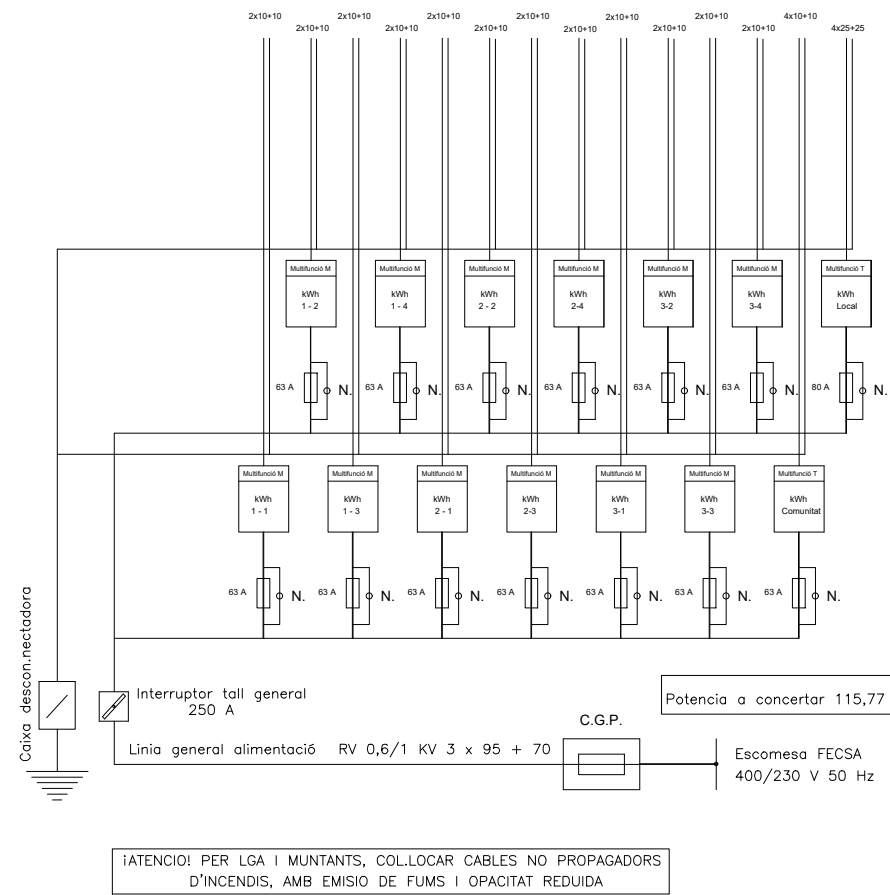 2x10+10 2x10+10 2x10+10 2x10+10 2x10+10 2x10+10 4x10+10
2x10+10 2x10+10 2x10+10 2x10+10 2x10+10 2x10+10 4x25+25
Multifunció M Multifunció M Multifunció M Multifunció M Multifunció M Multifunció M Multifunció T
kWh kWh kWh kWh kWh kWh kWh
1 - 2 1 - 4 2 - 2 2-4 3-2 3-4 Local
63 A N. 63 A N. 63 A N. 63 A N. 63 A N. 63 A N. 80 A N.
Multifunció M Multifunció M Multifunció M Multifunció M Multifunció M Multifunció M Multifunció T
kWh kWh kWh kWh kWh kWh kWh
1 - 1 1 - 3 2 - 1 2-3 3-1 3-3 Comunitat
63 A N. 63 A N. 63 A N. 63 A N. 63 A N. 63 A N. 63 A N.
Caixa descon.nectadora
Interruptor tall general
250 A
Potencia a concertar 115,77
C.G.P.
Linia general alimentació RV 0,6/1 KV 3 x 95 + 70
Escomesa FECSA
400/230 V 50 Hz
¡ATENCIO! PER LGA I MUNTANTS, COL.LOCAR CABLES NO PROPAGADORS
D'INCENDIS, AMB EMISIO DE FUMS I OPACITAT REDUIDA